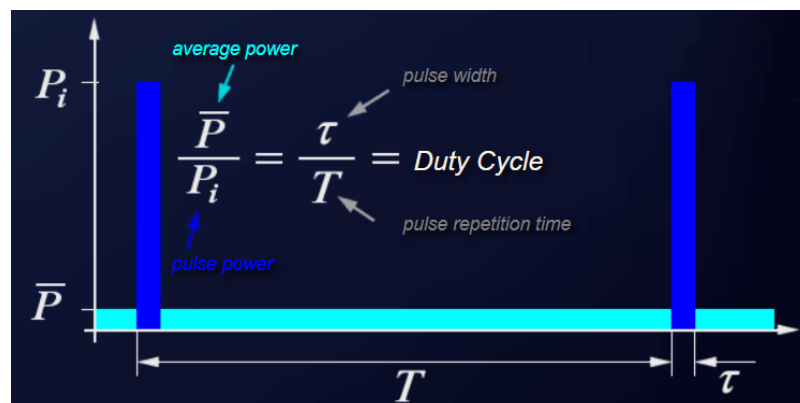 average power
pulse width
P_i
P̅ / P_i = τ / T = Duty Cycle
pulse repetition time
pulse power
P̅
T
τ